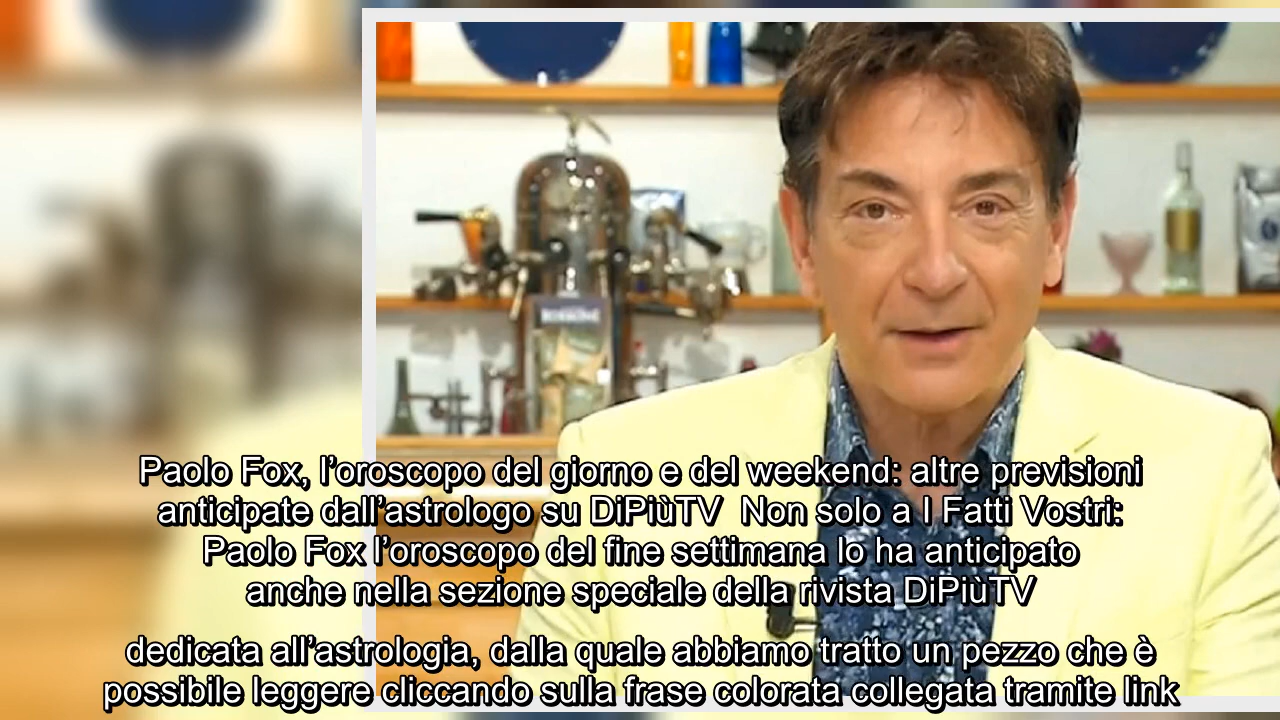 Paolo Fox, l’oroscopo del giorno e del weekend: altre previsioni
anticipate dall’astrologo su DiPiùTV  Non solo a I Fatti Vostri:
Paolo Fox l’oroscopo del fine settimana lo ha anticipato
anche nella sezione speciale della rivista DiPiùTV
dedicata all’astrologia, dalla quale abbiamo tratto un pezzo che è
possibile leggere cliccando sulla frase colorata collegata tramite link